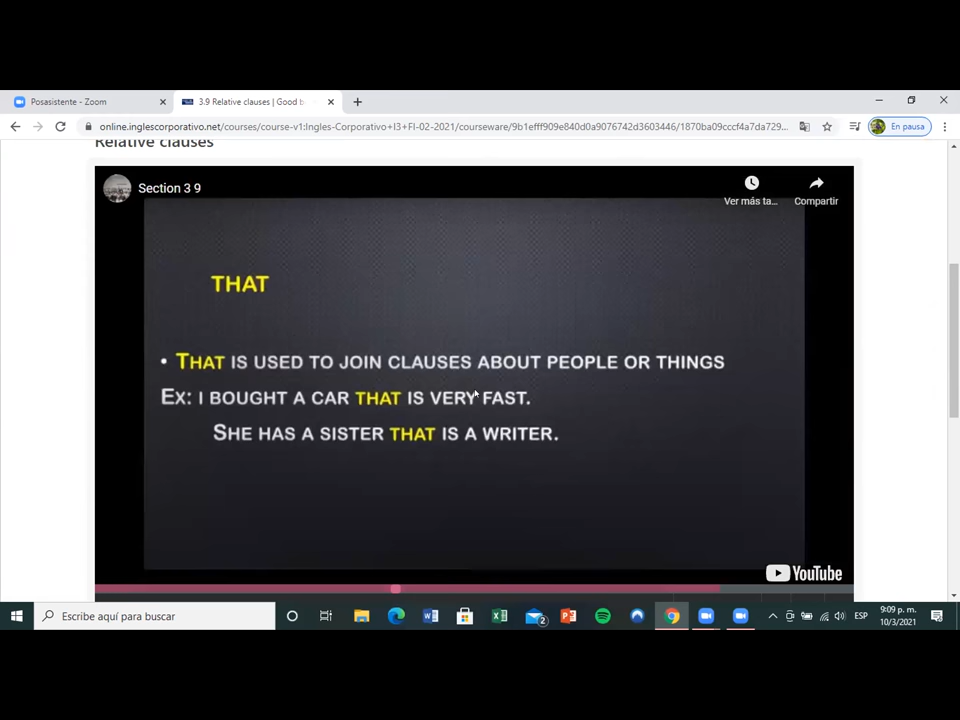 Posasistente - Zoom
3.9 Relative clauses | Good b
online.inglescorporativo.net/courses/course-v1:Ingles-Corporativo+I3+FI-02-2021/courseware/9b1efff909e840d0a9076742d3603446/1870ba09cccf4a7da729...
En pausa
Relative clauses
Section 3 9
Ver más ta...
Compartir
THAT
• THAT IS USED TO JOIN CLAUSES ABOUT PEOPLE OR THINGS
EX: I BOUGHT A CAR THAT IS VERY FAST.
SHE HAS A SISTER THAT IS A WRITER.
YouTube
Escribe aquí para buscar
2
ESP
9:09 p. m.
10/3/2021